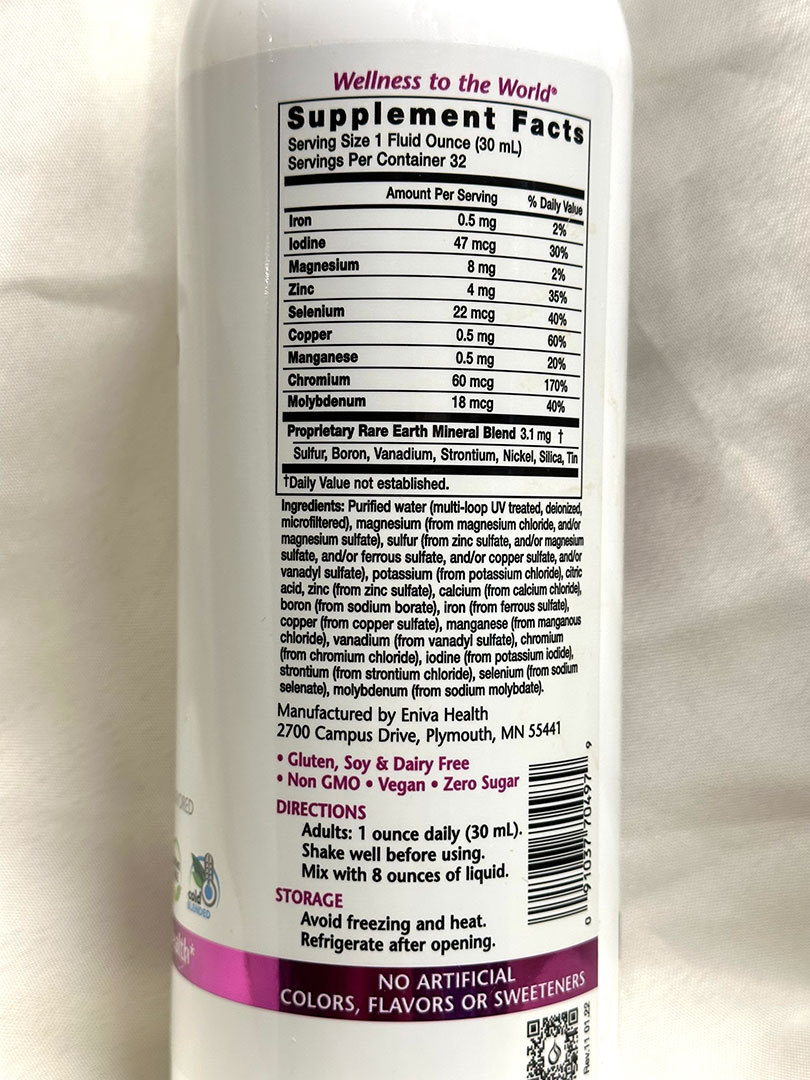 Wellness to the World®
Supplement Facts
Serving Size 1 Fluid Ounce (30 mL)
Servings Per Container 32
Amount Per Serving % Daily Value
Iron 0.5 mg 2%
Iodine 47 mcg 30%
Magnesium 8 mg 2%
Zinc 4 mg 35%
Selenium 22 mcg 40%
Copper 0.5 mg 60%
Manganese 0.5 mg 20%
Chromium 60 mcg 170%
Molybdenum 18 mcg 40%
Proprletary Rare Earth Mineral Blend 3.1 mg †
Sulfur, Boron, Vanadium, Strontium, Nickel, Silica, Tin
†Daily Value not established.
Ingredients: Purified water (multi-loop UV treated, deionized,
microfiltered), magnesium (from magnesium chloride, and/or
magnesium sulfate), sulfur (from zinc sulfate, and/or magnesium
sulfate, and/or ferrous sulfate, and/or copper sulfate, and/or
vanadyl sulfate), potassium (from potassium chloride), citric
acid, zinc (from zinc sulfate), calcium (from calcium chloride),
boron (from sodium borate), iron (from ferrous sulfate),
copper (from copper sulfate), manganese (from manganous
chloride), vanadium (from vanadyl sulfate), chromium
(from chromium chloride), iodine (from potassium iodide),
strontium (from strontium chloride), selenium (from sodium
selenate), molybdenum (from sodium molybdate).
Manufactured by Eniva Health
2700 Campus Drive, Plymouth, MN 55441
• Gluten, Soy & Dairy Free
• Non GMO • Vegan • Zero Sugar
DIRECTIONS
Adults: 1 ounce daily (30 mL).
Shake well before using.
Mix with 8 ounces of liquid.
STORAGE
Avoid freezing and heat.
Refrigerate after opening.
0 91037 70497 9
cold
BLENDED
NO ARTIFICIAL
COLORS, FLAVORS OR SWEETENERS
Rev.11 01.22